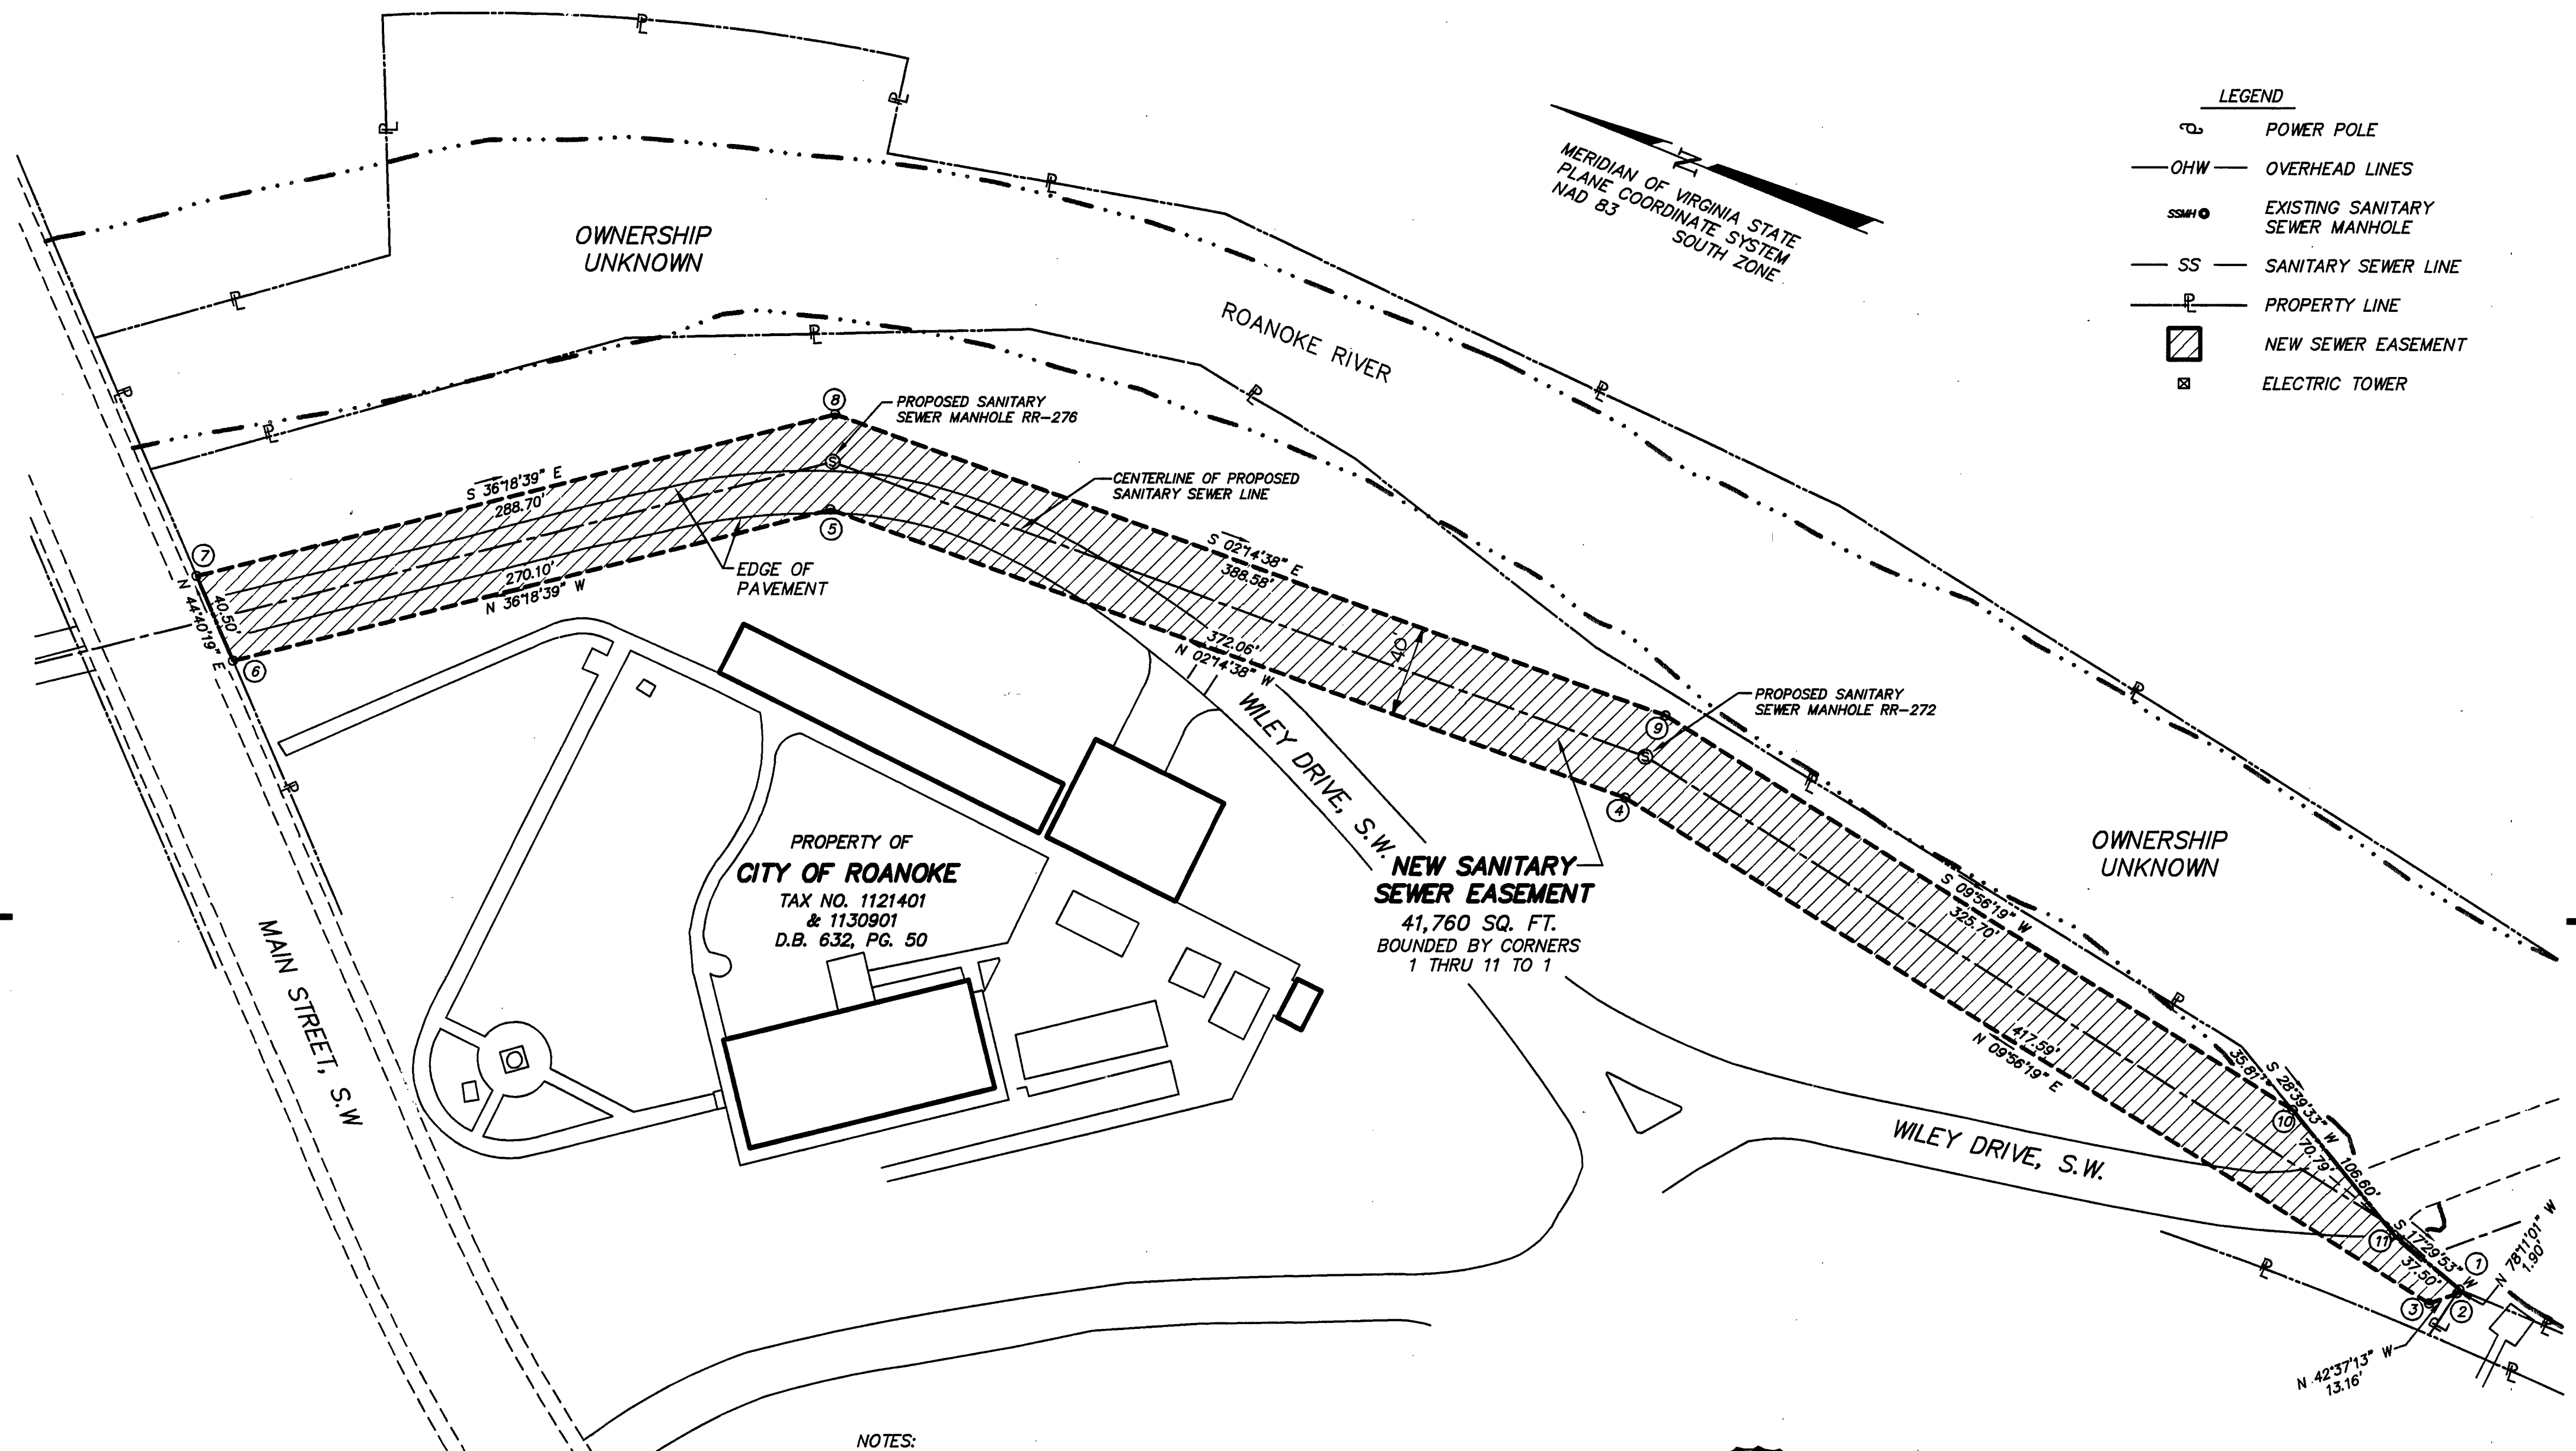 LEGEND
POWER POLE
OHW
OVERHEAD LINES
SSMH
EXISTING SANITARY
SEWER MANHOLE
SS
SANITARY SEWER LINE
PL
PROPERTY LINE
NEW SEWER EASEMENT
ELECTRIC TOWER
N
MERIDIAN OF VIRGINIA STATE
PLANE COORDINATE SYSTEM
NAD 83
SOUTH ZONE
OWNERSHIP
UNKNOWN
ROANOKE RIVER
8
PROPOSED SANITARY
SEWER MANHOLE RR-276
S
S 36°18'39" E
288.70'
CENTERLINE OF PROPOSED
SANITARY SEWER LINE
5
7
EDGE OF
PAVEMENT
270.10'
N 36°18'39" W
40.50'
N 44°40'19" E
6
S 02°14'38" E
388.58'
372.06'
N 02°14'38" W
40'
WILEY DRIVE, S.W.
PROPOSED SANITARY
SEWER MANHOLE RR-272
9
S
4
PROPERTY OF
CITY OF ROANOKE
TAX NO. 1121401
& 1130901
D.B. 632, PG. 50
NEW SANITARY
SEWER EASEMENT
41,760 SQ. FT.
BOUNDED BY CORNERS
1 THRU 11 TO 1
OWNERSHIP
UNKNOWN
S 09°56'19" W
325.70'
417.59'
N 09°56'19" E
MAIN STREET, S.W
WILEY DRIVE, S.W.
35.81'
S 28°39'33" W
106.60'
10
70.79'
11
S 17°29'53" W
37.50'
1
N 78°11'01" W
1.90'
3
2
N 42°37'13" W
13.16'
NOTES: